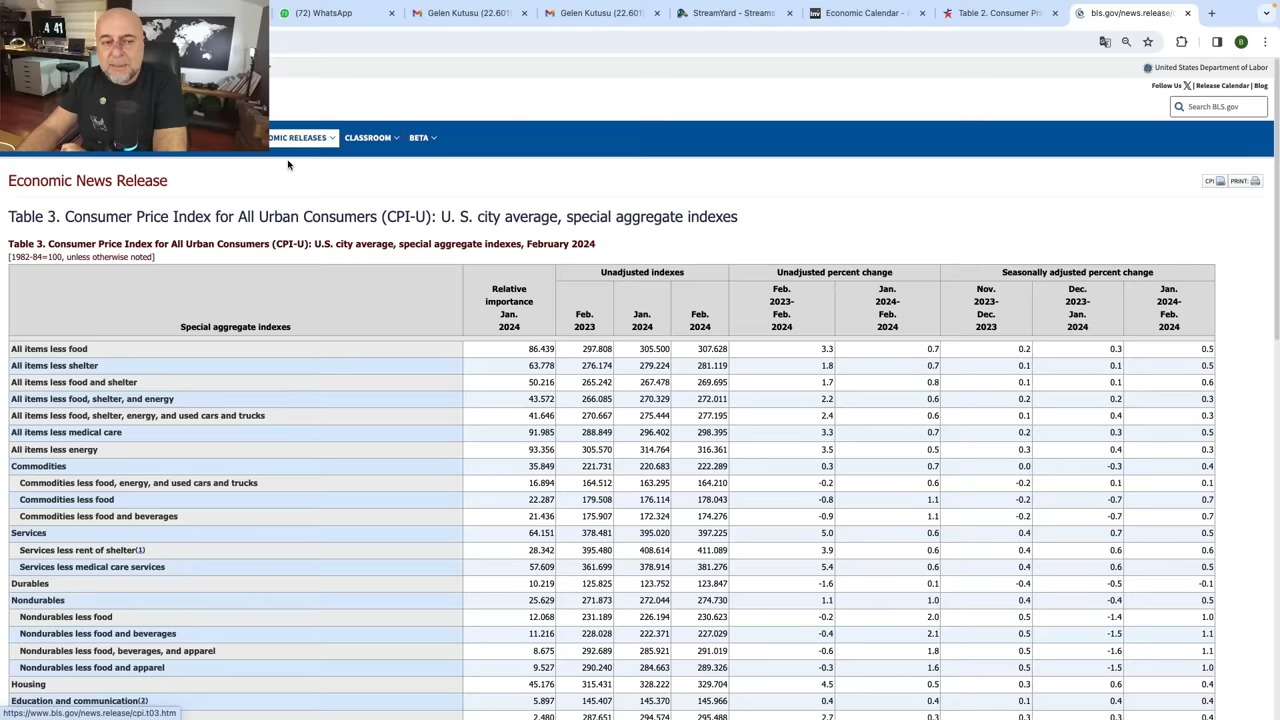 (72) WhatsApp
Gelen Kutusu (22.601)
Gelen Kutusu (22.601)
StreamYard -
Economic Calendar -
Table 2. Consumer Pri
bls.gov/news.release/
B
United States Department of Labor
Follow Us X | Release Calendar | Blog
Search BLS.gov
OMIC RELEASES CLASSROOM BETA
4 41
Economic News Release
CPI PRINT:
Table 3. Consumer Price Index for All Urban Consumers (CPI-U): U. S. city average, special aggregate indexes
Table 3. Consumer Price Index for All Urban Consumers (CPI-U): U.S. city average, special aggregate indexes, February 2024
[1982-84=100, unless otherwise noted]
Special aggregate indexes
Relative importance Jan. 2024
Unadjusted indexes
Feb. 2023
Jan. 2024
Feb. 2024
Unadjusted percent change
Feb. 2023- Feb. 2024
Jan. 2024- Feb. 2024
Seasonally adjusted percent change
Nov. 2023- Dec. 2023
Dec. 2023- Jan. 2024
Jan. 2024- Feb. 2024
All items less food 86.439 297.808 305.500 307.628 3.3 0.7 0.2 0.3 0.5
All items less shelter 63.778 276.174 279.224 281.119 1.8 0.7 0.1 0.1 0.5
All items less food and shelter 50.216 265.242 267.478 269.695 1.7 0.8 0.1 0.1 0.6
All items less food, shelter, and energy 43.572 266.085 270.329 272.011 2.2 0.6 0.2 0.2 0.3
All items less food, shelter, energy, and used cars and trucks 41.646 270.667 275.444 277.195 2.4 0.6 0.1 0.4 0.3
All items less medical care 91.985 288.849 296.402 298.395 3.3 0.7 0.2 0.3 0.5
All items less energy 93.356 305.570 314.764 316.361 3.5 0.5 0.3 0.4 0.3
Commodities 35.849 221.731 220.683 222.289 0.3 0.7 0.0 -0.3 0.4
Commodities less food, energy, and used cars and trucks 16.894 164.512 163.295 164.210 -0.2 0.6 -0.2 0.1 0.1
Commodities less food 22.287 179.508 176.114 178.043 -0.8 1.1 -0.2 -0.7 0.7
Commodities less food and beverages 21.436 175.907 172.324 174.276 -0.9 1.1 -0.2 -0.7 0.7
Services 64.151 378.481 395.020 397.225 5.0 0.6 0.4 0.7 0.5
Services less rent of shelter(1) 28.342 395.480 408.614 411.089 3.9 0.6 0.4 0.6 0.6
Services less medical care services 57.609 361.699 378.914 381.276 5.4 0.6 0.4 0.6 0.5
Durables 10.219 125.825 123.752 123.847 -1.6 0.1 -0.4 -0.5 -0.1
Nondurables 25.629 271.873 272.044 274.730 1.1 1.0 0.4 -0.4 0.5
Nondurables less food 12.068 231.189 226.194 230.623 -0.2 2.0 0.5 -1.4 1.0
Nondurables less food and beverages 11.216 228.028 222.371 227.029 -0.4 2.1 0.5 -1.5 1.1
Nondurables less food, beverages, and apparel 8.675 292.689 285.921 291.019 -0.6 1.8 0.5 -1.6 1.1
Nondurables less food and apparel 9.527 290.240 284.663 289.326 -0.3 1.6 0.5 -1.5 1.0
Housing 45.176 315.431 328.222 329.704 4.5 0.5 0.3 0.6 0.4
Education and communication(2) 5.897 145.407 145.370 145.966 0.4 0.4 0.1 0.4 0.4
2.480 287.651 294.574 295.488 2.7 0.3 0.3
https://www.bls.gov/news.release/cpi.t03.htm